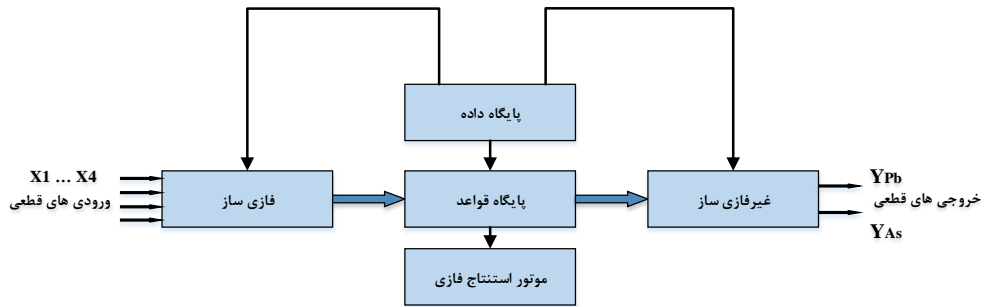 پایگاه داده
X1 … X4
ورودی های قطعی
فازی ساز
پایگاه قواعد
غیرفازی ساز
YPb
خروجی های قطعی
YAs
موتور استنتاج فازی